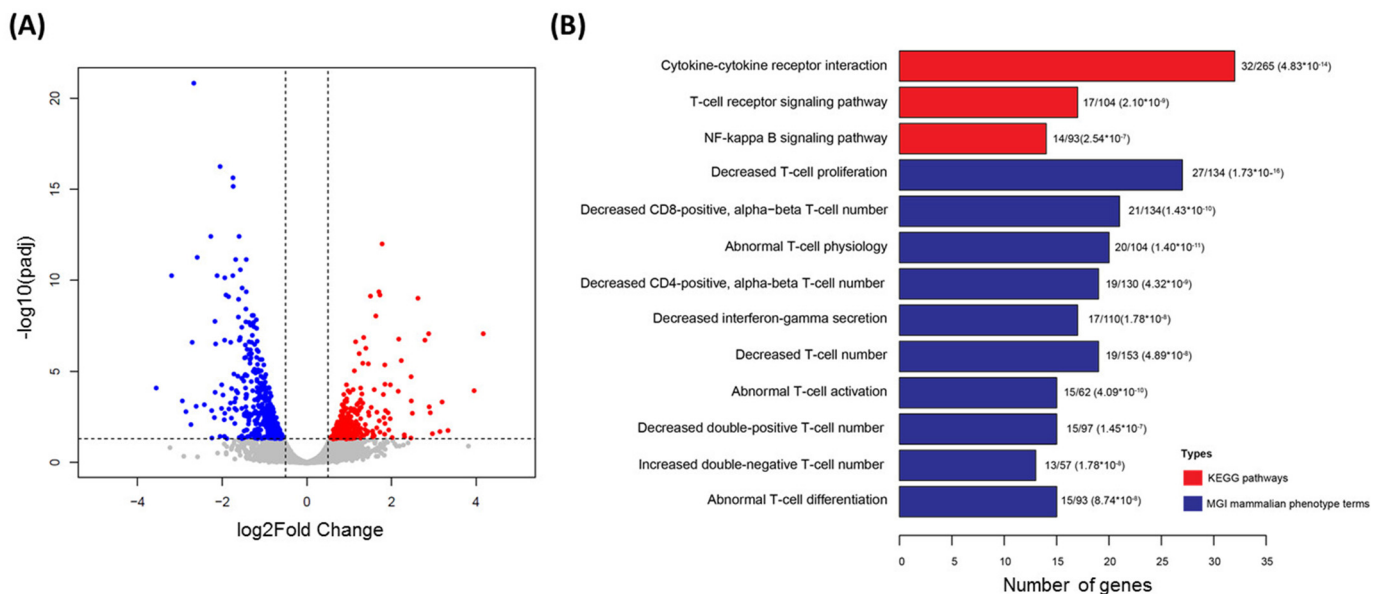 (A)
20
15
10
5
0
-log10(padj)
−4
−2
0
2
4
log2Fold Change
(B)
Cytokine-cytokine receptor interaction
32/265 (4.83*10⁻¹⁴)
T-cell receptor signaling pathway
17/104 (2.10*10⁻⁹)
NF-kappa B signaling pathway
14/93(2.54*10⁻⁷)
Decreased T-cell proliferation
27/134 (1.73*10⁻¹⁶)
Decreased CD8-positive, alpha−beta T-cell number
21/134(1.43*10⁻¹⁰)
Abnormal T-cell physiology
20/104 (1.40*10⁻¹¹)
Decreased CD4-positive, alpha-beta T-cell number
19/130 (4.32*10⁻⁹)
Decreased interferon-gamma secretion
17/110(1.78*10⁻⁸)
Decreased T-cell number
19/153 (4.89*10⁻⁸)
Abnormal T-cell activation
15/62 (4.09*10⁻¹⁰)
Decreased double-positive T-cell number
15/97 (1.45*10⁻⁷)
Increased double-negative T-cell number
13/57 (1.78*10⁻⁸)
Abnormal T-cell differentiation
15/93 (8.74*10⁻⁸)
Types
KEGG pathways
MGI mammalian phenotype terms
0 5 10 15 20 25 30 35
Number of genes